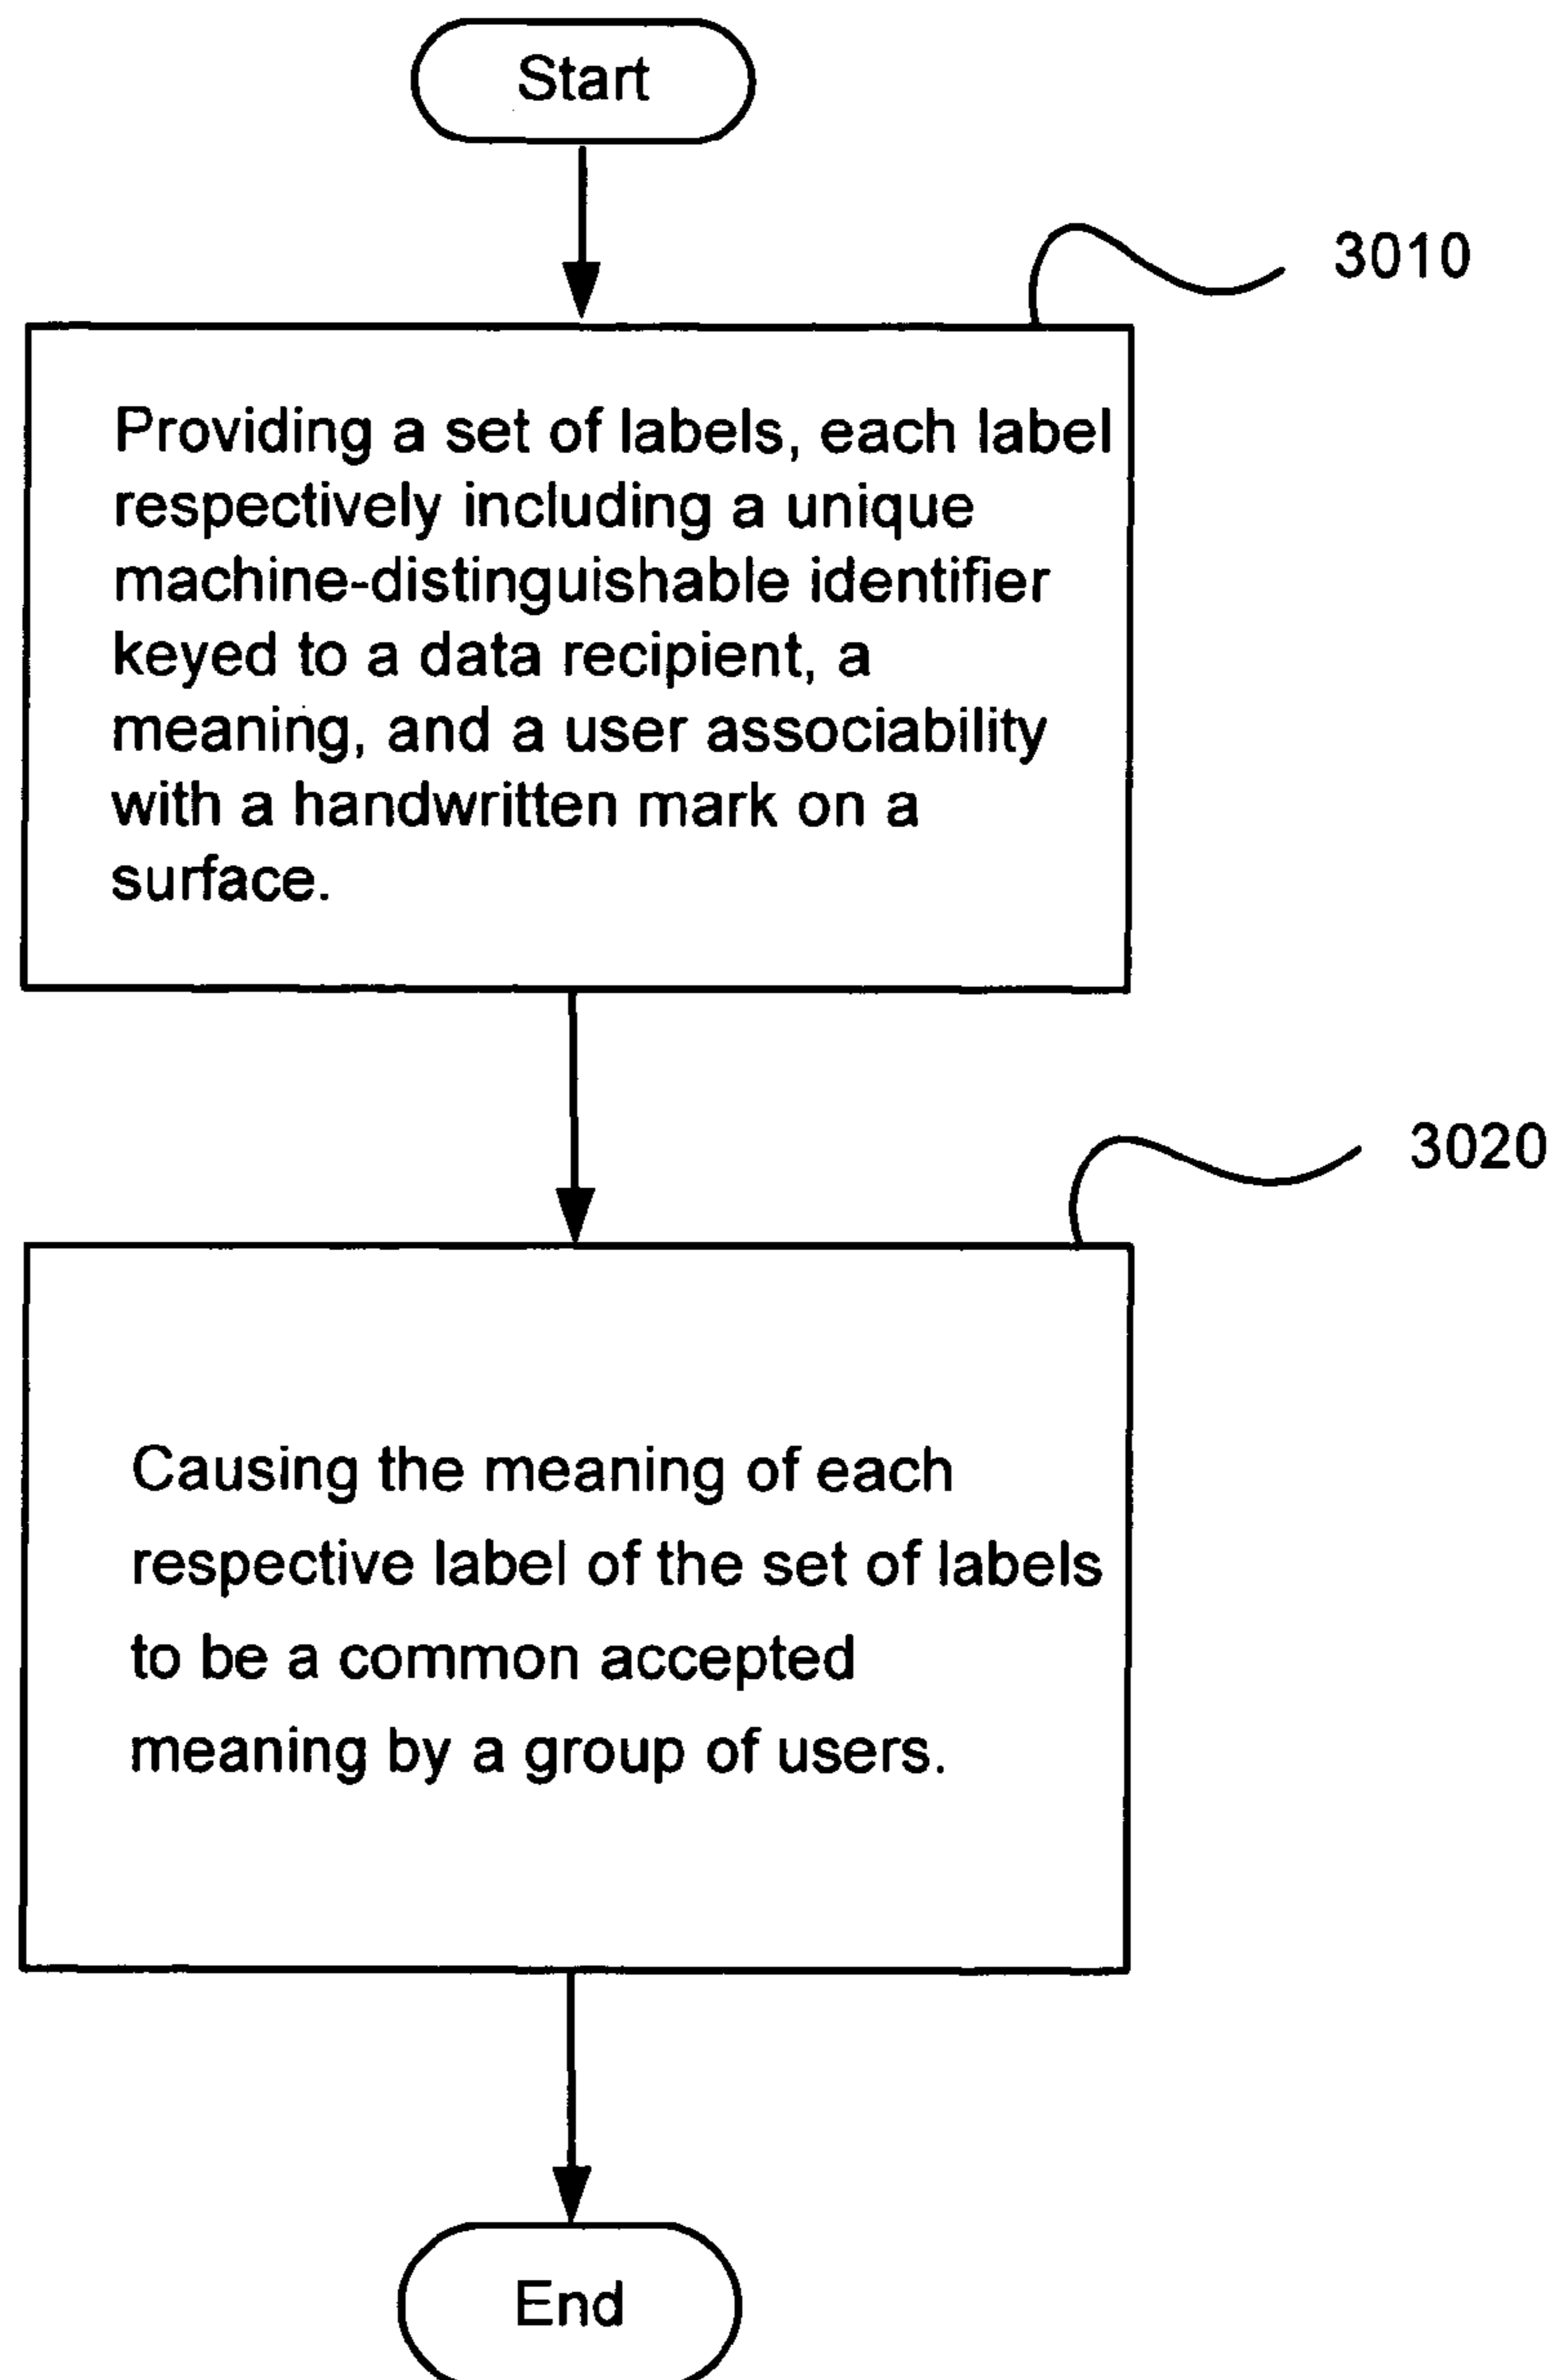 Start
3010
Providing a set of labels, each label
respectively including a unique
machine-distinguishable identifier
keyed to a data recipient, a
meaning, and a user associability
with a handwritten mark on a
surface.
3020
Causing the meaning of each
respective label of the set of labels
to be a common accepted
meaning by a group of users.
End